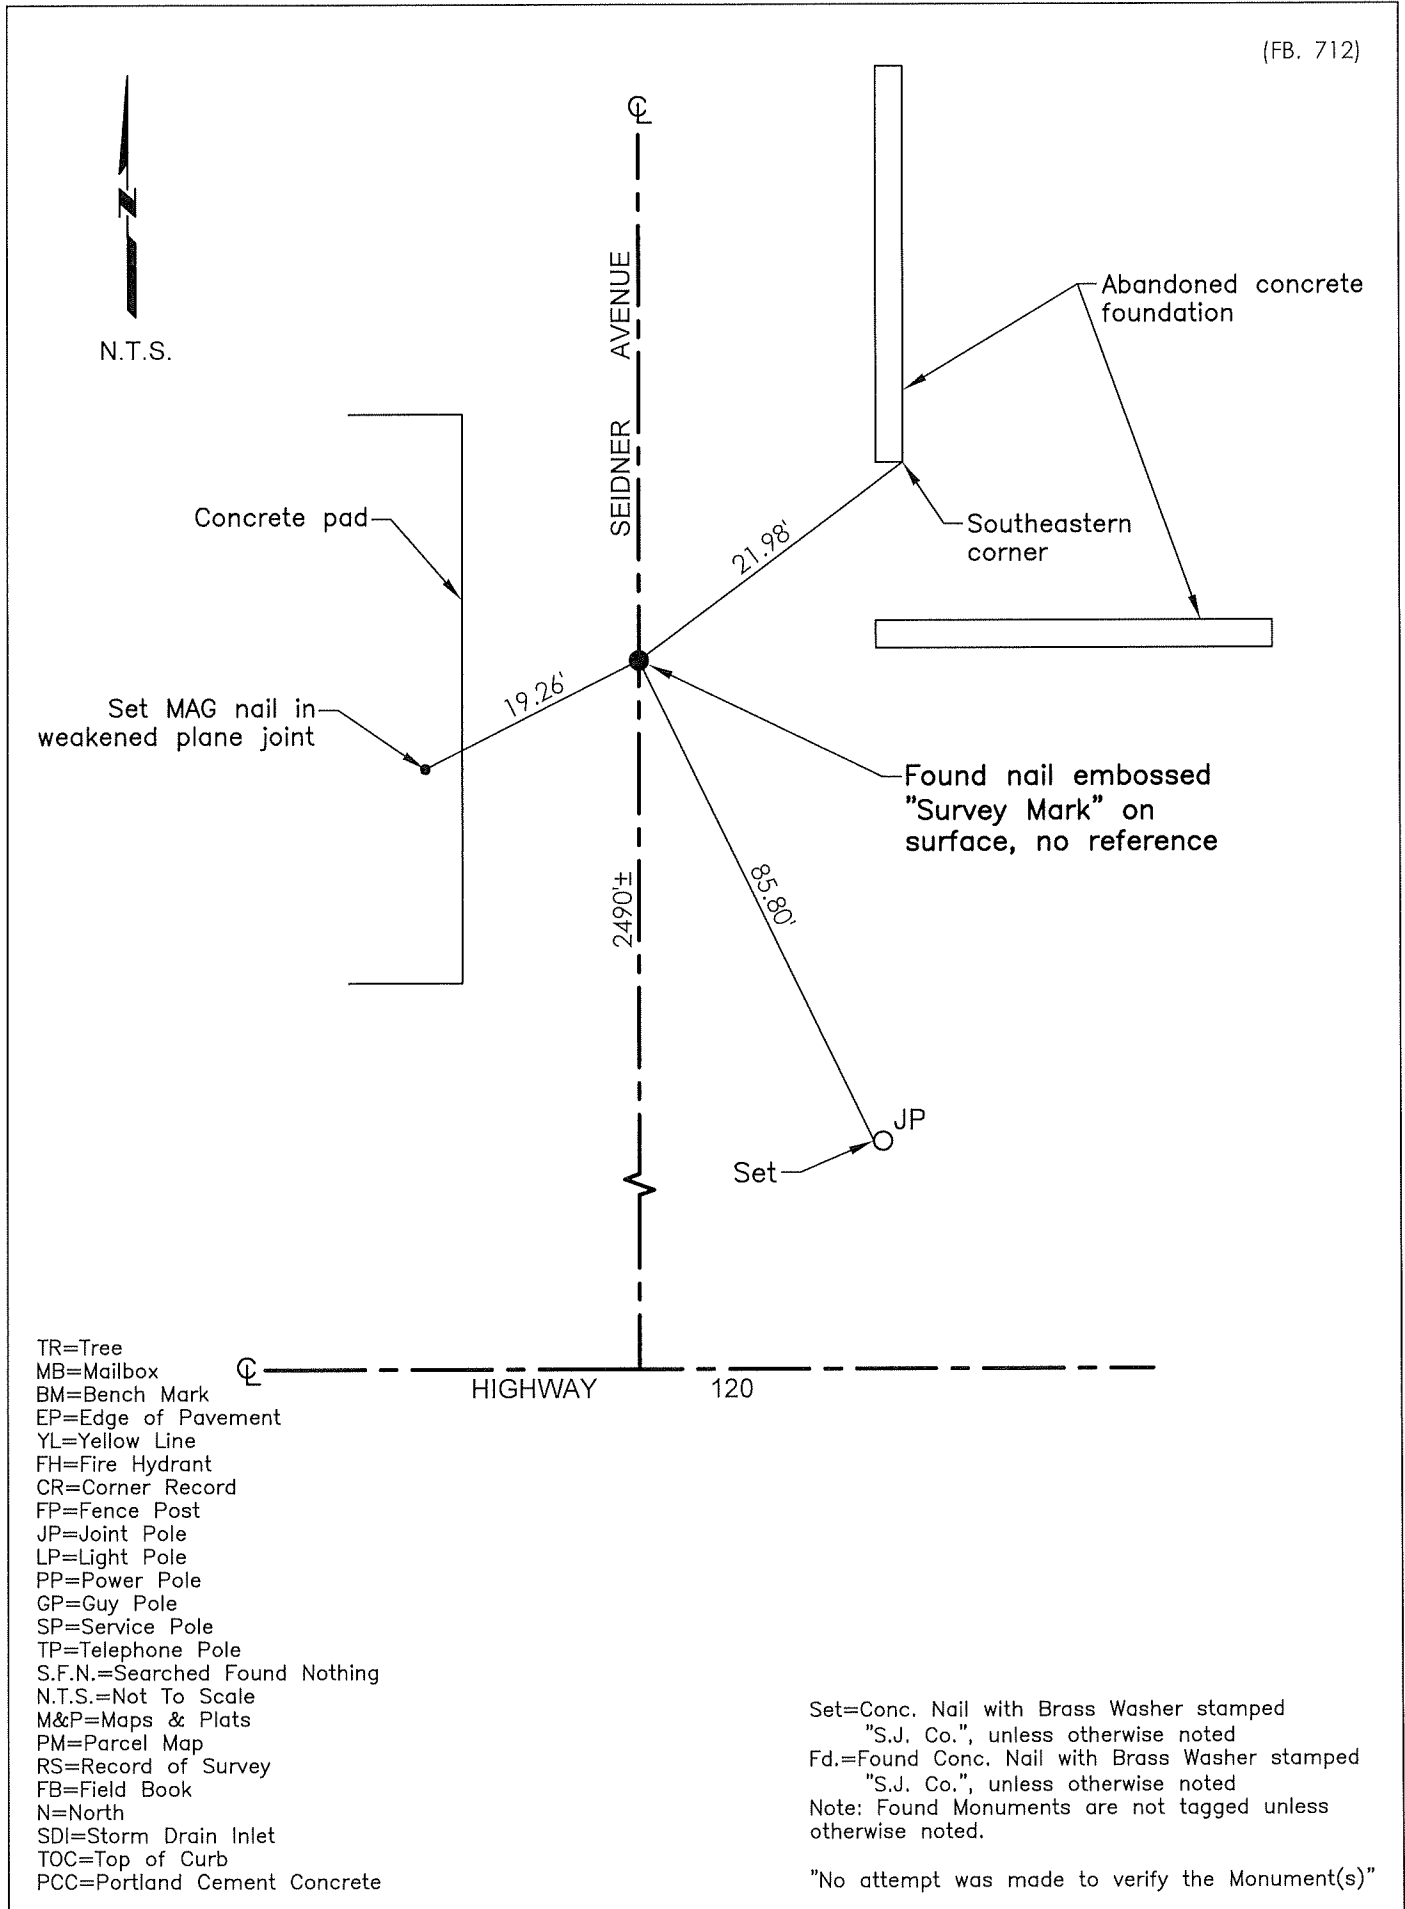 (FB. 712)
℄
N
N.T.S.
SEIDNER AVENUE
Abandoned concrete
foundation
Concrete pad
Southeastern
corner
21.98'
19.26'
Set MAG nail in
weakened plane joint
Found nail embossed
"Survey Mark" on
surface, no reference
85.80'
2490'±
JP
Set
℄
HIGHWAY 120
TR=Tree
MB=Mailbox
BM=Bench Mark
EP=Edge of Pavement
YL=Yellow Line
FH=Fire Hydrant
CR=Corner Record
FP=Fence Post
JP=Joint Pole
LP=Light Pole
PP=Power Pole
GP=Guy Pole
SP=Service Pole
TP=Telephone Pole
S.F.N.=Searched Found Nothing
N.T.S.=Not To Scale
M&P=Maps & Plats
PM=Parcel Map
RS=Record of Survey
FB=Field Book
N=North
SDI=Storm Drain Inlet
TOC=Top of Curb
PCC=Portland Cement Concrete
Set=Conc. Nail with Brass Washer stamped
"S.J. Co.", unless otherwise noted
Fd.=Found Conc. Nail with Brass Washer stamped
"S.J. Co.", unless otherwise noted
Note: Found Monuments are not tagged unless
otherwise noted.
"No attempt was made to verify the Monument(s)"